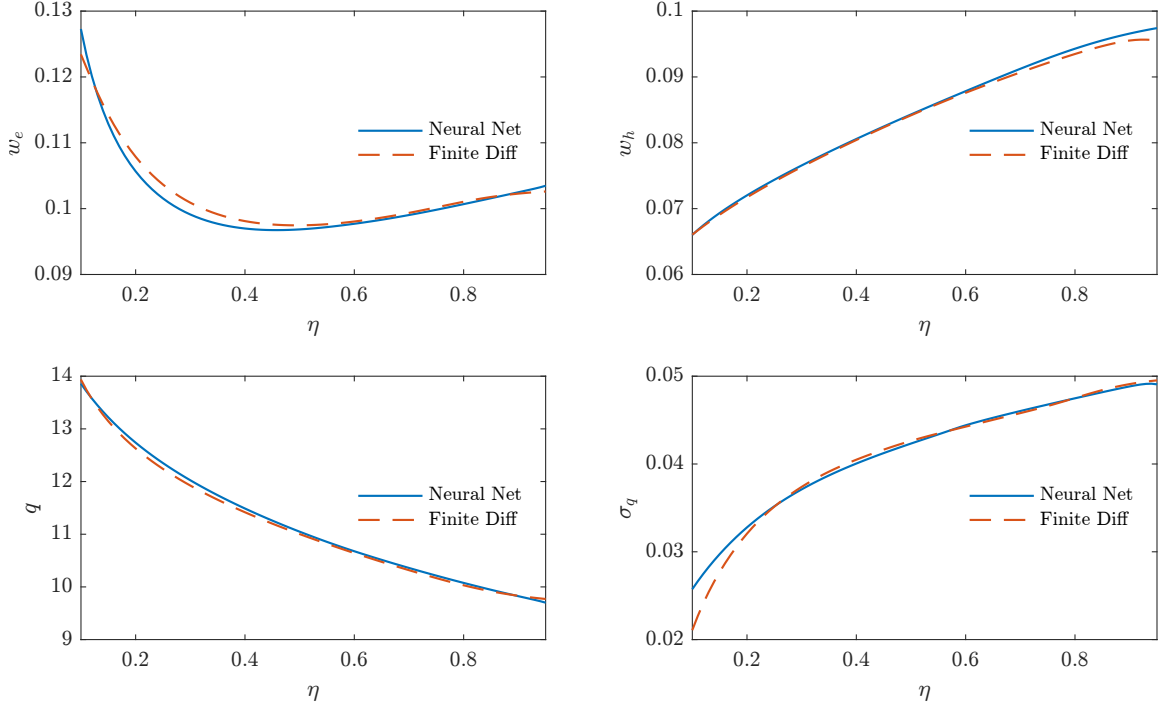 0.13
0.12
0.11
0.1
0.09
w_e
Neural Net
Finite Diff
0.2 0.4 0.6 0.8
η
0.1
0.09
0.08
0.07
0.06
w_h
Neural Net
Finite Diff
0.2 0.4 0.6 0.8
η
14
13
12
11
10
9
q
Neural Net
Finite Diff
0.2 0.4 0.6 0.8
η
0.05
0.04
0.03
0.02
σ_q
Neural Net
Finite Diff
0.2 0.4 0.6 0.8
η